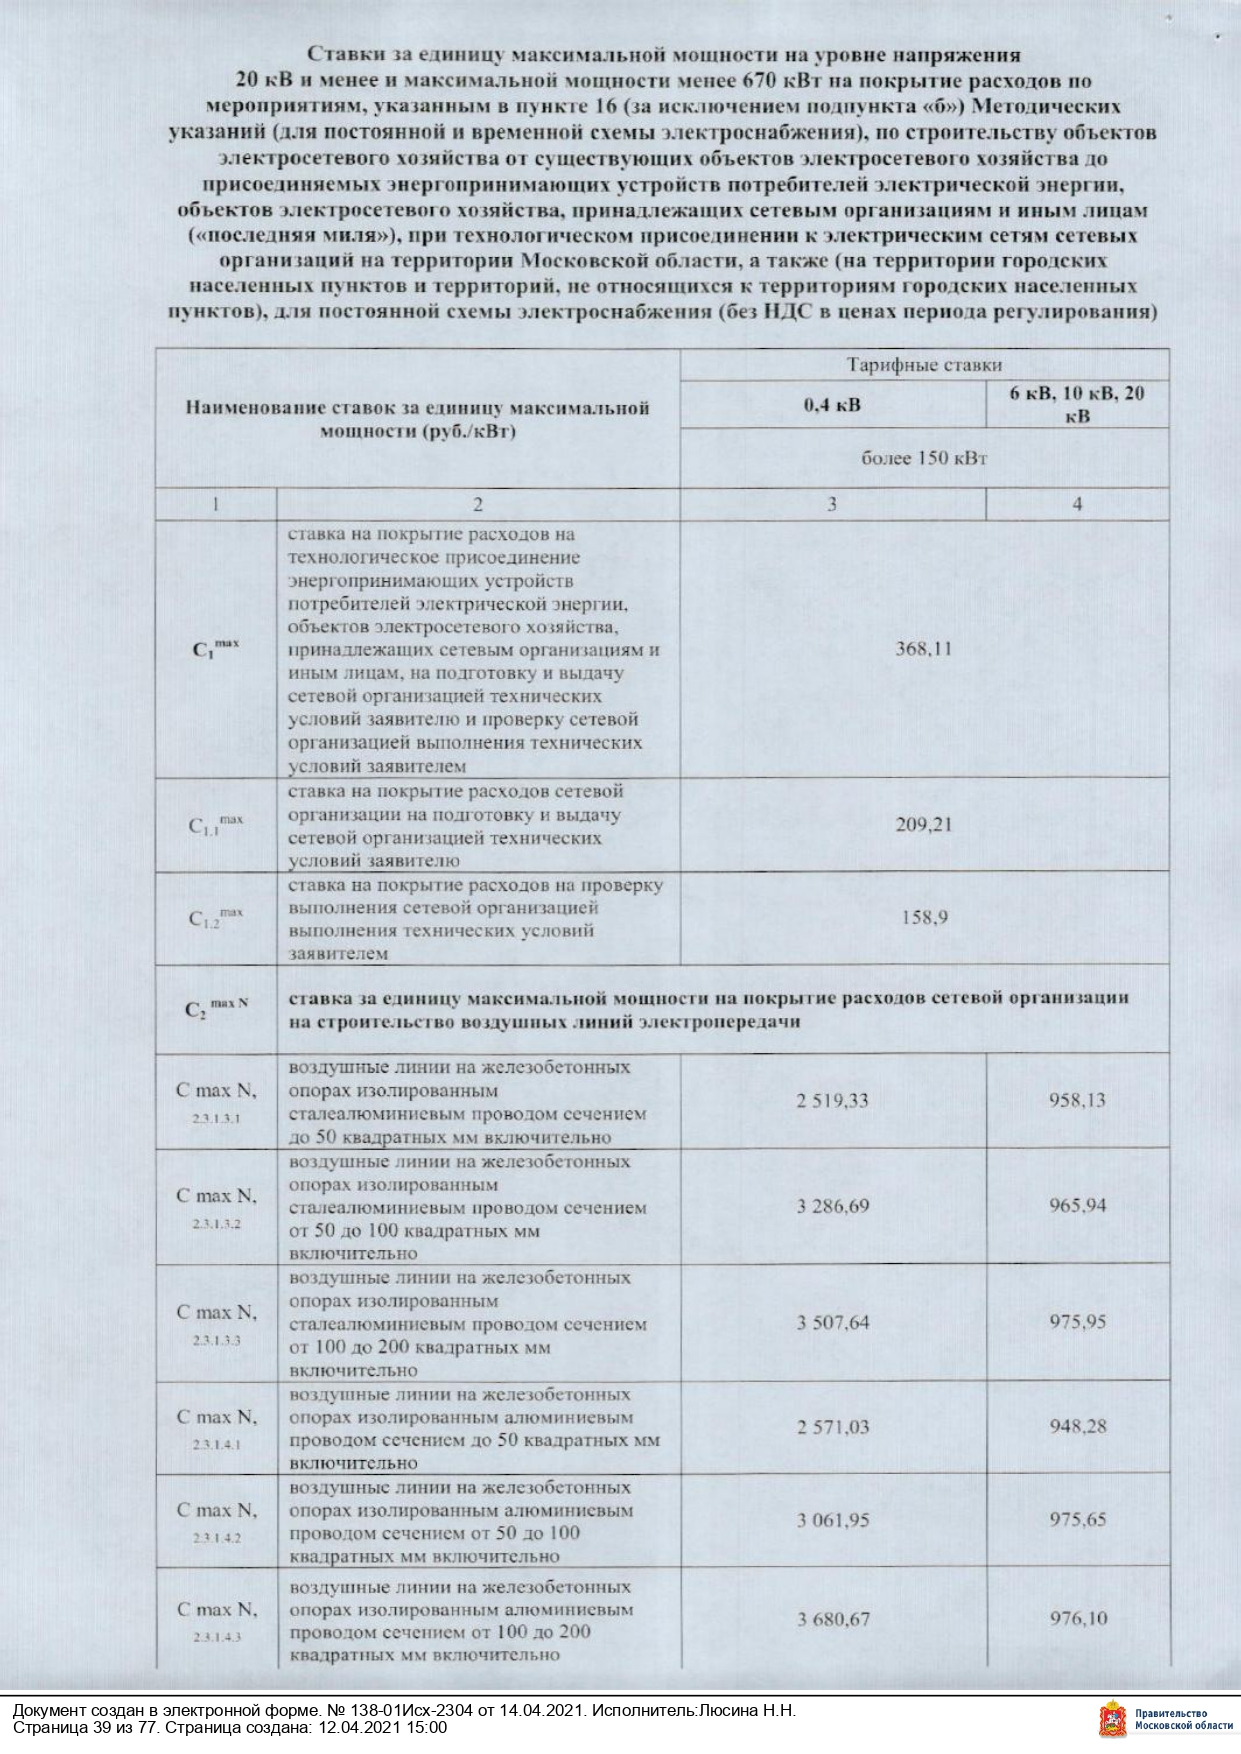 Ставки за единицу максимальной мощности на уровне напряжения
20 кВ и менее и максимальной мощности менее 670 кВт на покрытие расходов по
мероприятиям, указанным в пункте 16 (за исключением подпункта «б») Методических
указаний (для постоянной и временной схемы электроснабжения), по строительству объектов
электросетевого хозяйства от существующих объектов электросетевого хозяйства до
присоединяемых энергопринимающих устройств потребителей электрической энергии,
объектов электросетевого хозяйства, принадлежащих сетевым организациям и иным лицам
(«последняя миля»), при технологическом присоединении к электрическим сетям сетевых
организаций на территории Московской области, а также (на территории городских
населенных пунктов и территорий, не относящихся к территориям городских населенных
пунктов), для постоянной схемы электроснабжения (без НДС в ценах периода регулирования)
Наименование ставок за единицу максимальной
мощности (руб./кВт)
Тарифные ставки
0,4 кВ
6 кВ, 10 кВ, 20
кВ
более 150 кВт
1 2 3 4
C1 max
ставка на покрытие расходов на
технологическое присоединение
энергопринимающих устройств
потребителей электрической энергии,
объектов электросетевого хозяйства,
принадлежащих сетевым организациям и
иным лицам, на подготовку и выдачу
сетевой организацией технических
условий заявителю и проверку сетевой
организацией выполнения технических
условий заявителем
368,11
C1.1 max
ставка на покрытие расходов сетевой
организации на подготовку и выдачу
сетевой организацией технических
условий заявителю
209,21
C1.2 max
ставка на покрытие расходов на проверку
выполнения сетевой организацией
выполнения технических условий
заявителем
158,9
C2 max N
ставка за единицу максимальной мощности на покрытие расходов сетевой организации
на строительство воздушных линий электропередачи
C max N,
2.3.1.3.1
воздушные линии на железобетонных
опорах изолированным
сталеалюминиевым проводом сечением
до 50 квадратных мм включительно
2 519,33 958,13
C max N,
2.3.1.3.2
воздушные линии на железобетонных
опорах изолированным
сталеалюминиевым проводом сечением
от 50 до 100 квадратных мм
включительно
3 286,69 965,94
C max N,
2.3.1.3.3
воздушные линии на железобетонных
опорах изолированным
сталеалюминиевым проводом сечением
от 100 до 200 квадратных мм
включительно
3 507,64 975,95
C max N,
2.3.1.4.1
воздушные линии на железобетонных
опорах изолированным алюминиевым
проводом сечением до 50 квадратных мм
включительно
2 571,03 948,28
C max N,
2.3.1.4.2
воздушные линии на железобетонных
опорах изолированным алюминиевым
проводом сечением от 50 до 100
квадратных мм включительно
3 061,95 975,65
C max N,
2.3.1.4.3
воздушные линии на железобетонных
опорах изолированным алюминиевым
проводом сечением от 100 до 200
квадратных мм включительно
3 680,67 976,10
Документ создан в электронной форме. № 138-01Исх-2304 от 14.04.2021. Исполнитель:Люсина Н.Н.
Страница 39 из 77. Страница создана: 12.04.2021 15:00
Правительство
Московской области